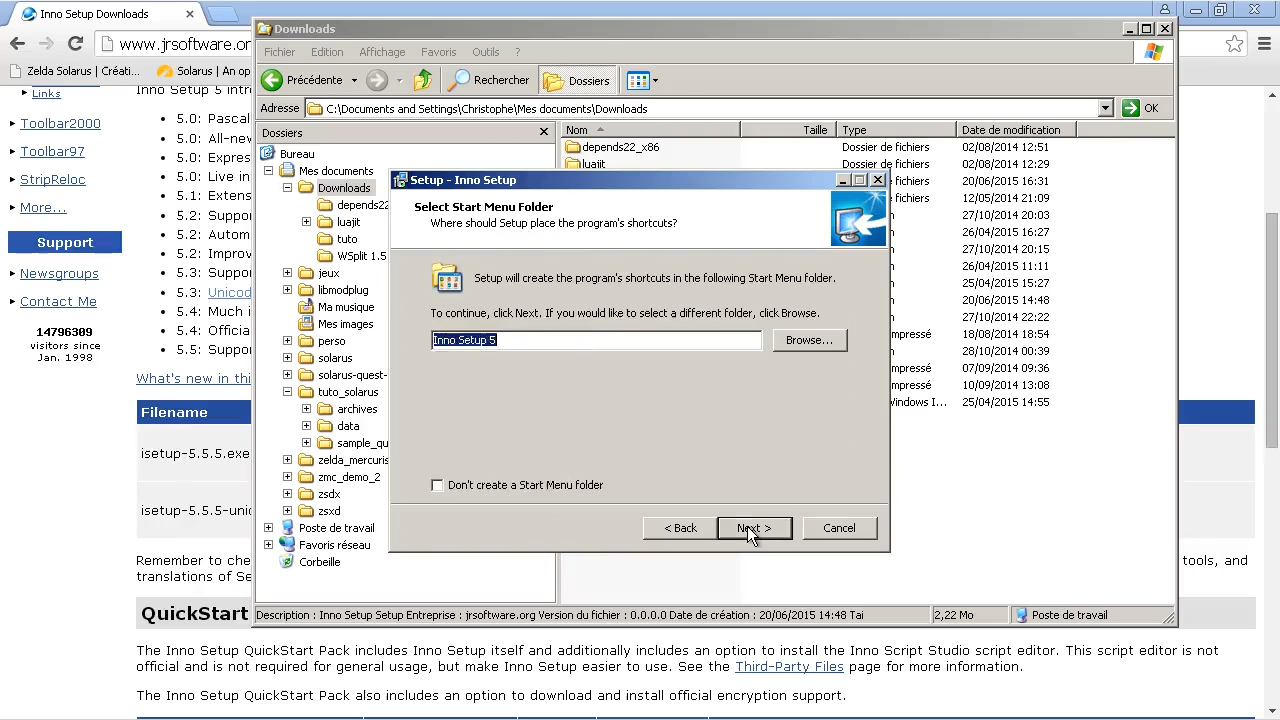 Inno Setup Downloads
www.jrsoftware.or
Zelda Solarus | Créati...
Solarus | An op
Links
Toolbar2000
Toolbar97
StripReloc
More...
Support
Newsgroups
Contact Me
14796309
visitors since
Jan. 1998
Inno Setup 5 intr
5.0: Pascal
5.0: All-new
5.0: Expres
5.0: Live in
5.1: Extens
5.2: Suppo
5.2: Autom
5.2: Improv
5.3: Suppo
5.3: Unicod
5.4: Much i
5.4: Officia
5.5: Suppo
What's new in thi
Filename
isetup-5.5.5.exe
isetup-5.5.5-unic
Remember to che
translations of Se
tools, and
QuickStart
The Inno Setup QuickStart Pack includes Inno Setup itself and additionally includes an option to install the Inno Script Studio script editor. This script editor is not
official and is not required for general usage, but make Inno Setup easier to use. See the Third-Party Files page for more information.
The Inno Setup QuickStart Pack also includes an option to download and install official encryption support.
Downloads
Fichier Edition Affichage Favoris Outils ?
Précédente Rechercher Dossiers
Adresse C:\Documents and Settings\Christophe\Mes documents\Downloads OK
Dossiers
Bureau
Mes documents
Downloads
depends22
luajit
tuto
WSplit 1.5
jeux
libmodplug
Ma musique
Mes images
perso
solarus
solarus-quest-
tuto_solarus
archives
data
sample_qu
zelda_mercuris
zmc_demo_2
zsdx
zsxd
Poste de travail
Favoris réseau
Corbeille
Nom Taille Type Date de modification
depends22_x86 Dossier de fichiers 02/08/2014 12:51
luajit Dossier de fichiers 02/08/2014 12:29
20/06/2015 16:31
12/05/2014 21:09
27/10/2014 20:03
26/04/2015 16:27
27/10/2014 20:15
26/04/2015 11:11
25/04/2015 15:27
20/06/2015 14:48
27/10/2014 22:22
mpressé 18/08/2014 18:54
mpressé 28/10/2014 00:39
mpressé 07/09/2014 09:36
mpressé 10/09/2014 13:08
Windows I... 25/04/2015 14:55
Setup - Inno Setup
Select Start Menu Folder
Where should Setup place the program's shortcuts?
Setup will create the program's shortcuts in the following Start Menu folder.
To continue, click Next. If you would like to select a different folder, click Browse.
Inno Setup 5
Browse...
Don't create a Start Menu folder
< Back Next > Cancel
Description : Inno Setup Setup Entreprise : jrsoftware.org Version du fichier : 0.0.0.0 Date de création : 20/06/2015 14:48 Tai 2,22 Mo Poste de travail